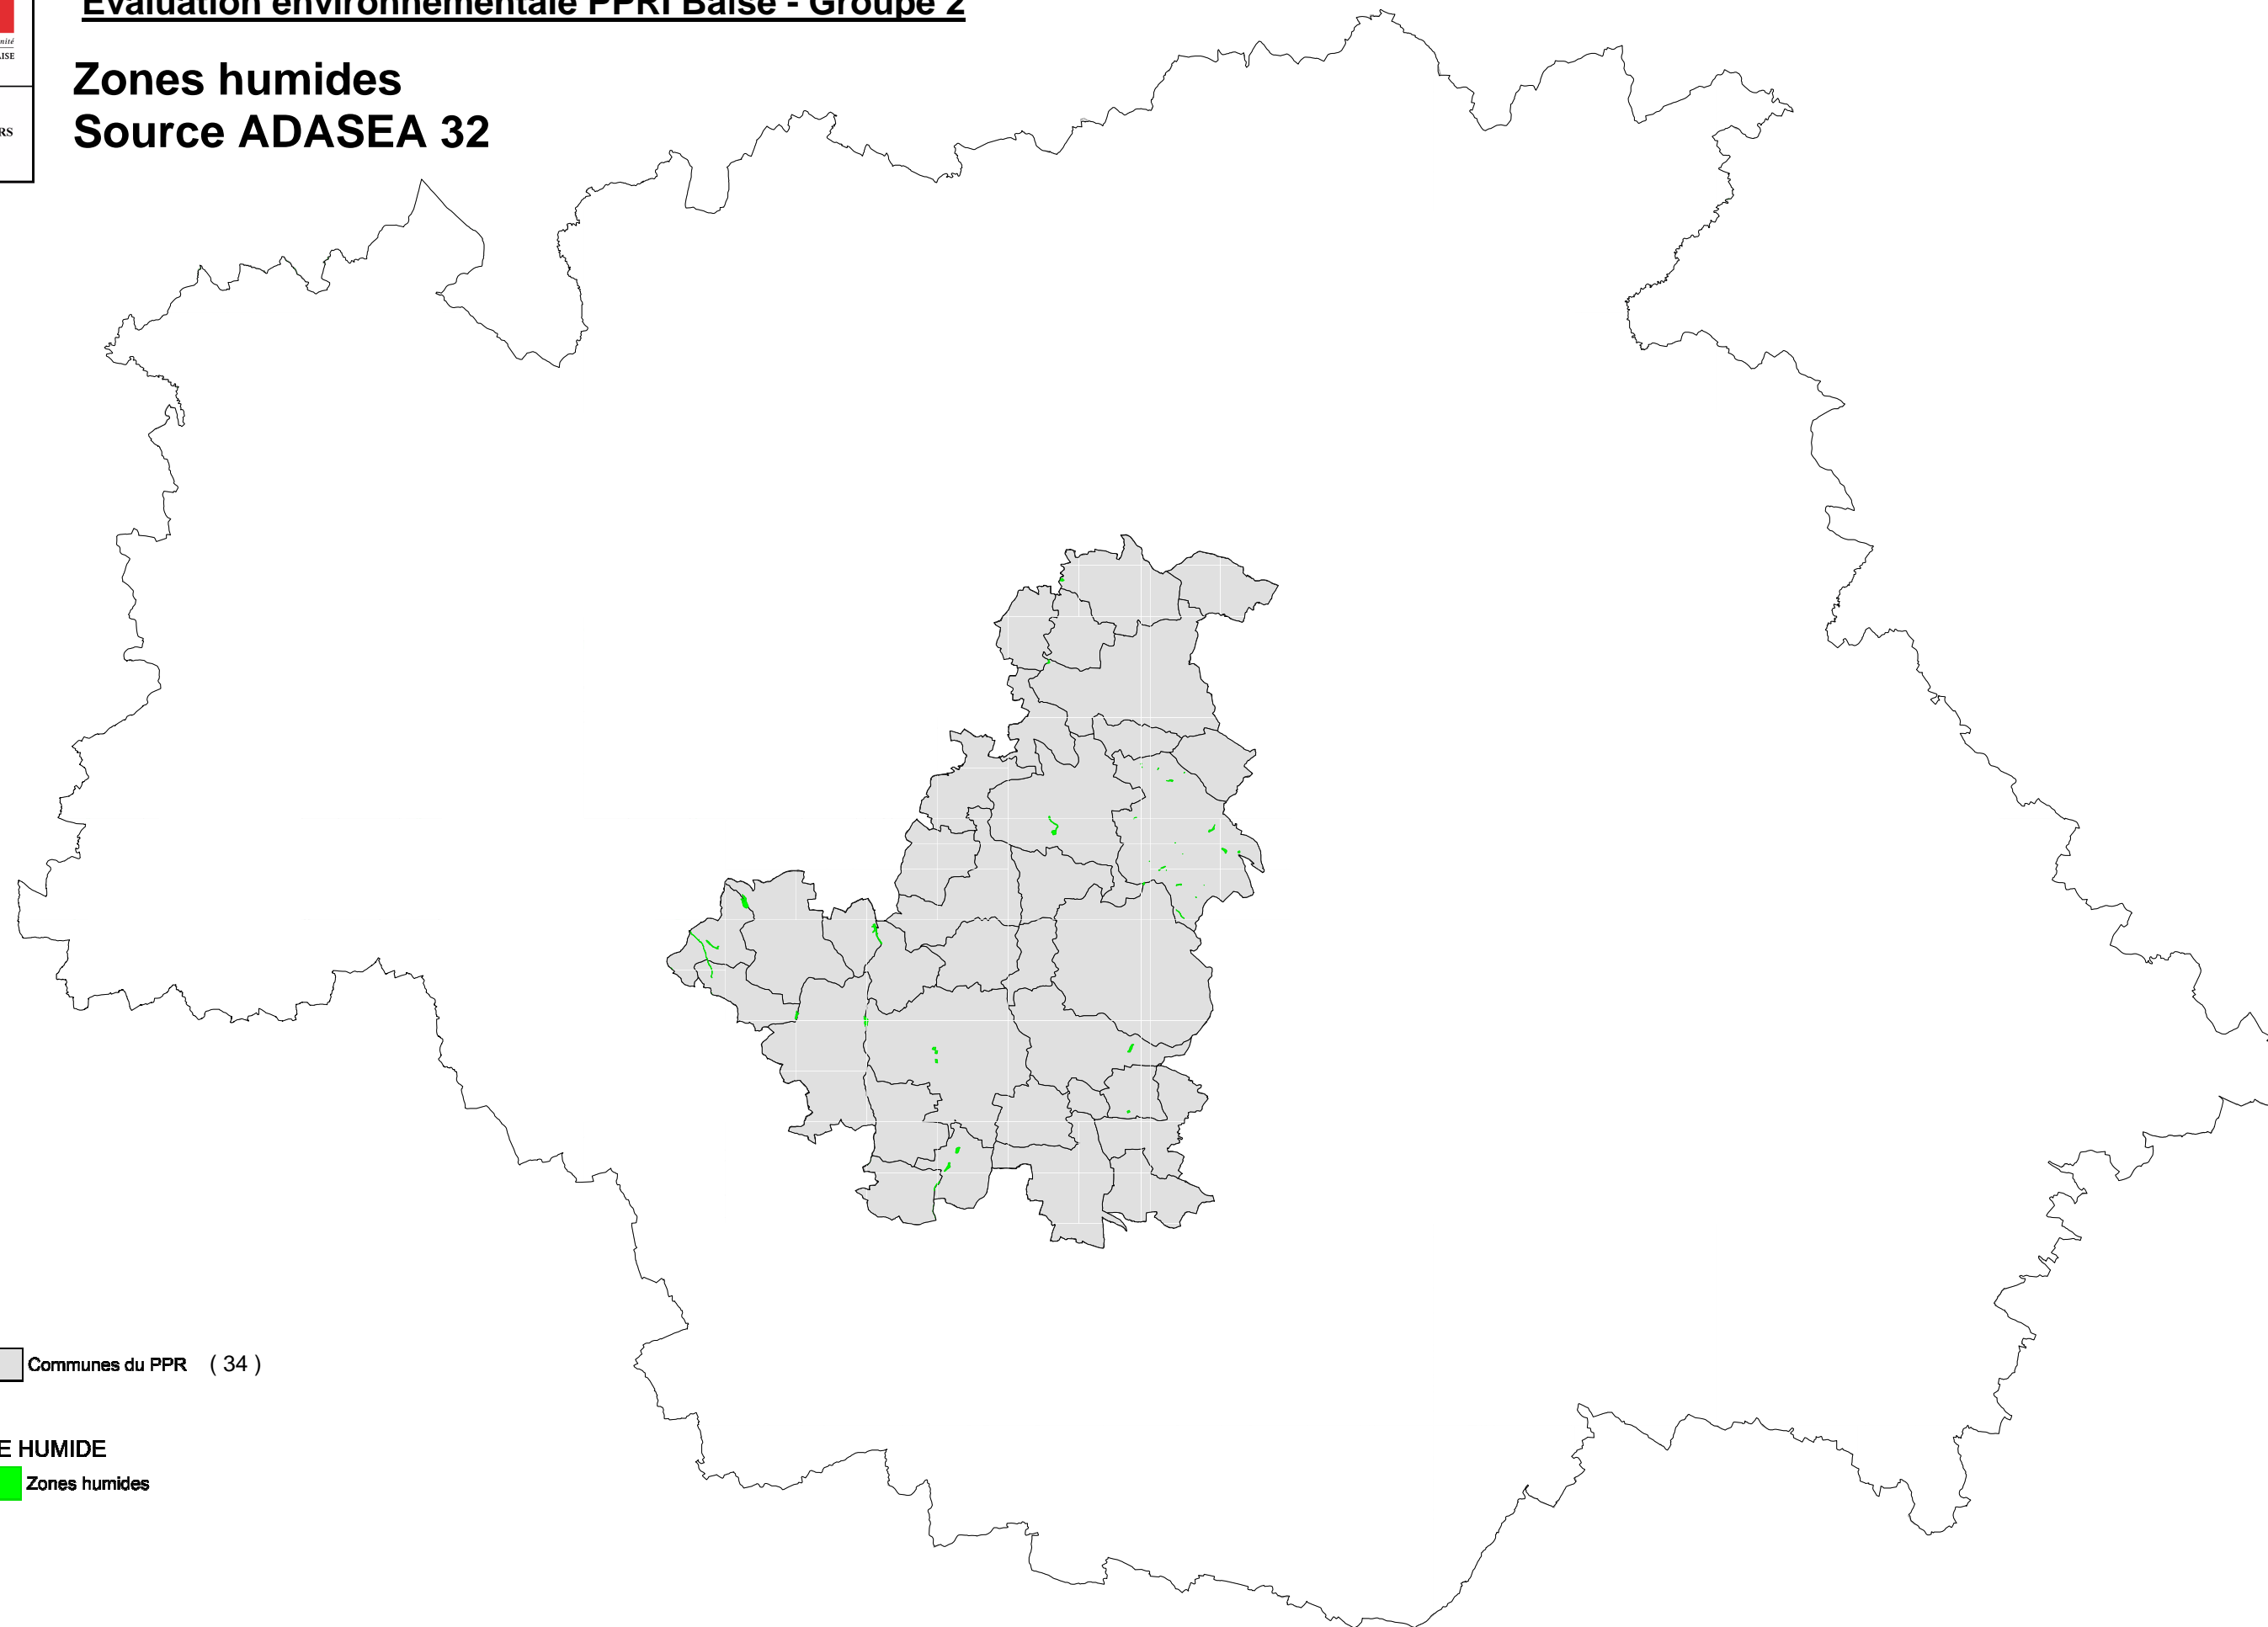 Evaluation environnementale PPRI Baïse - Groupe 2
Zones humides
Source ADASEA 32
Communes du PPR ( 34 )
E HUMIDE
Zones humides